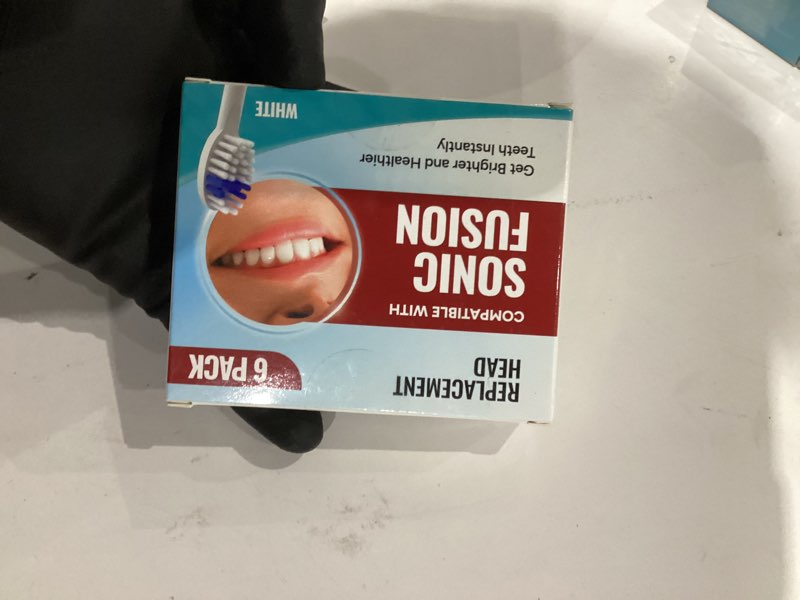 REPLACEMENT
HEAD
6 PACK
COMPATIBLE WITH
SONIC
FUSION
Get Brighter and Healthier
Teeth Instantly
WHITE